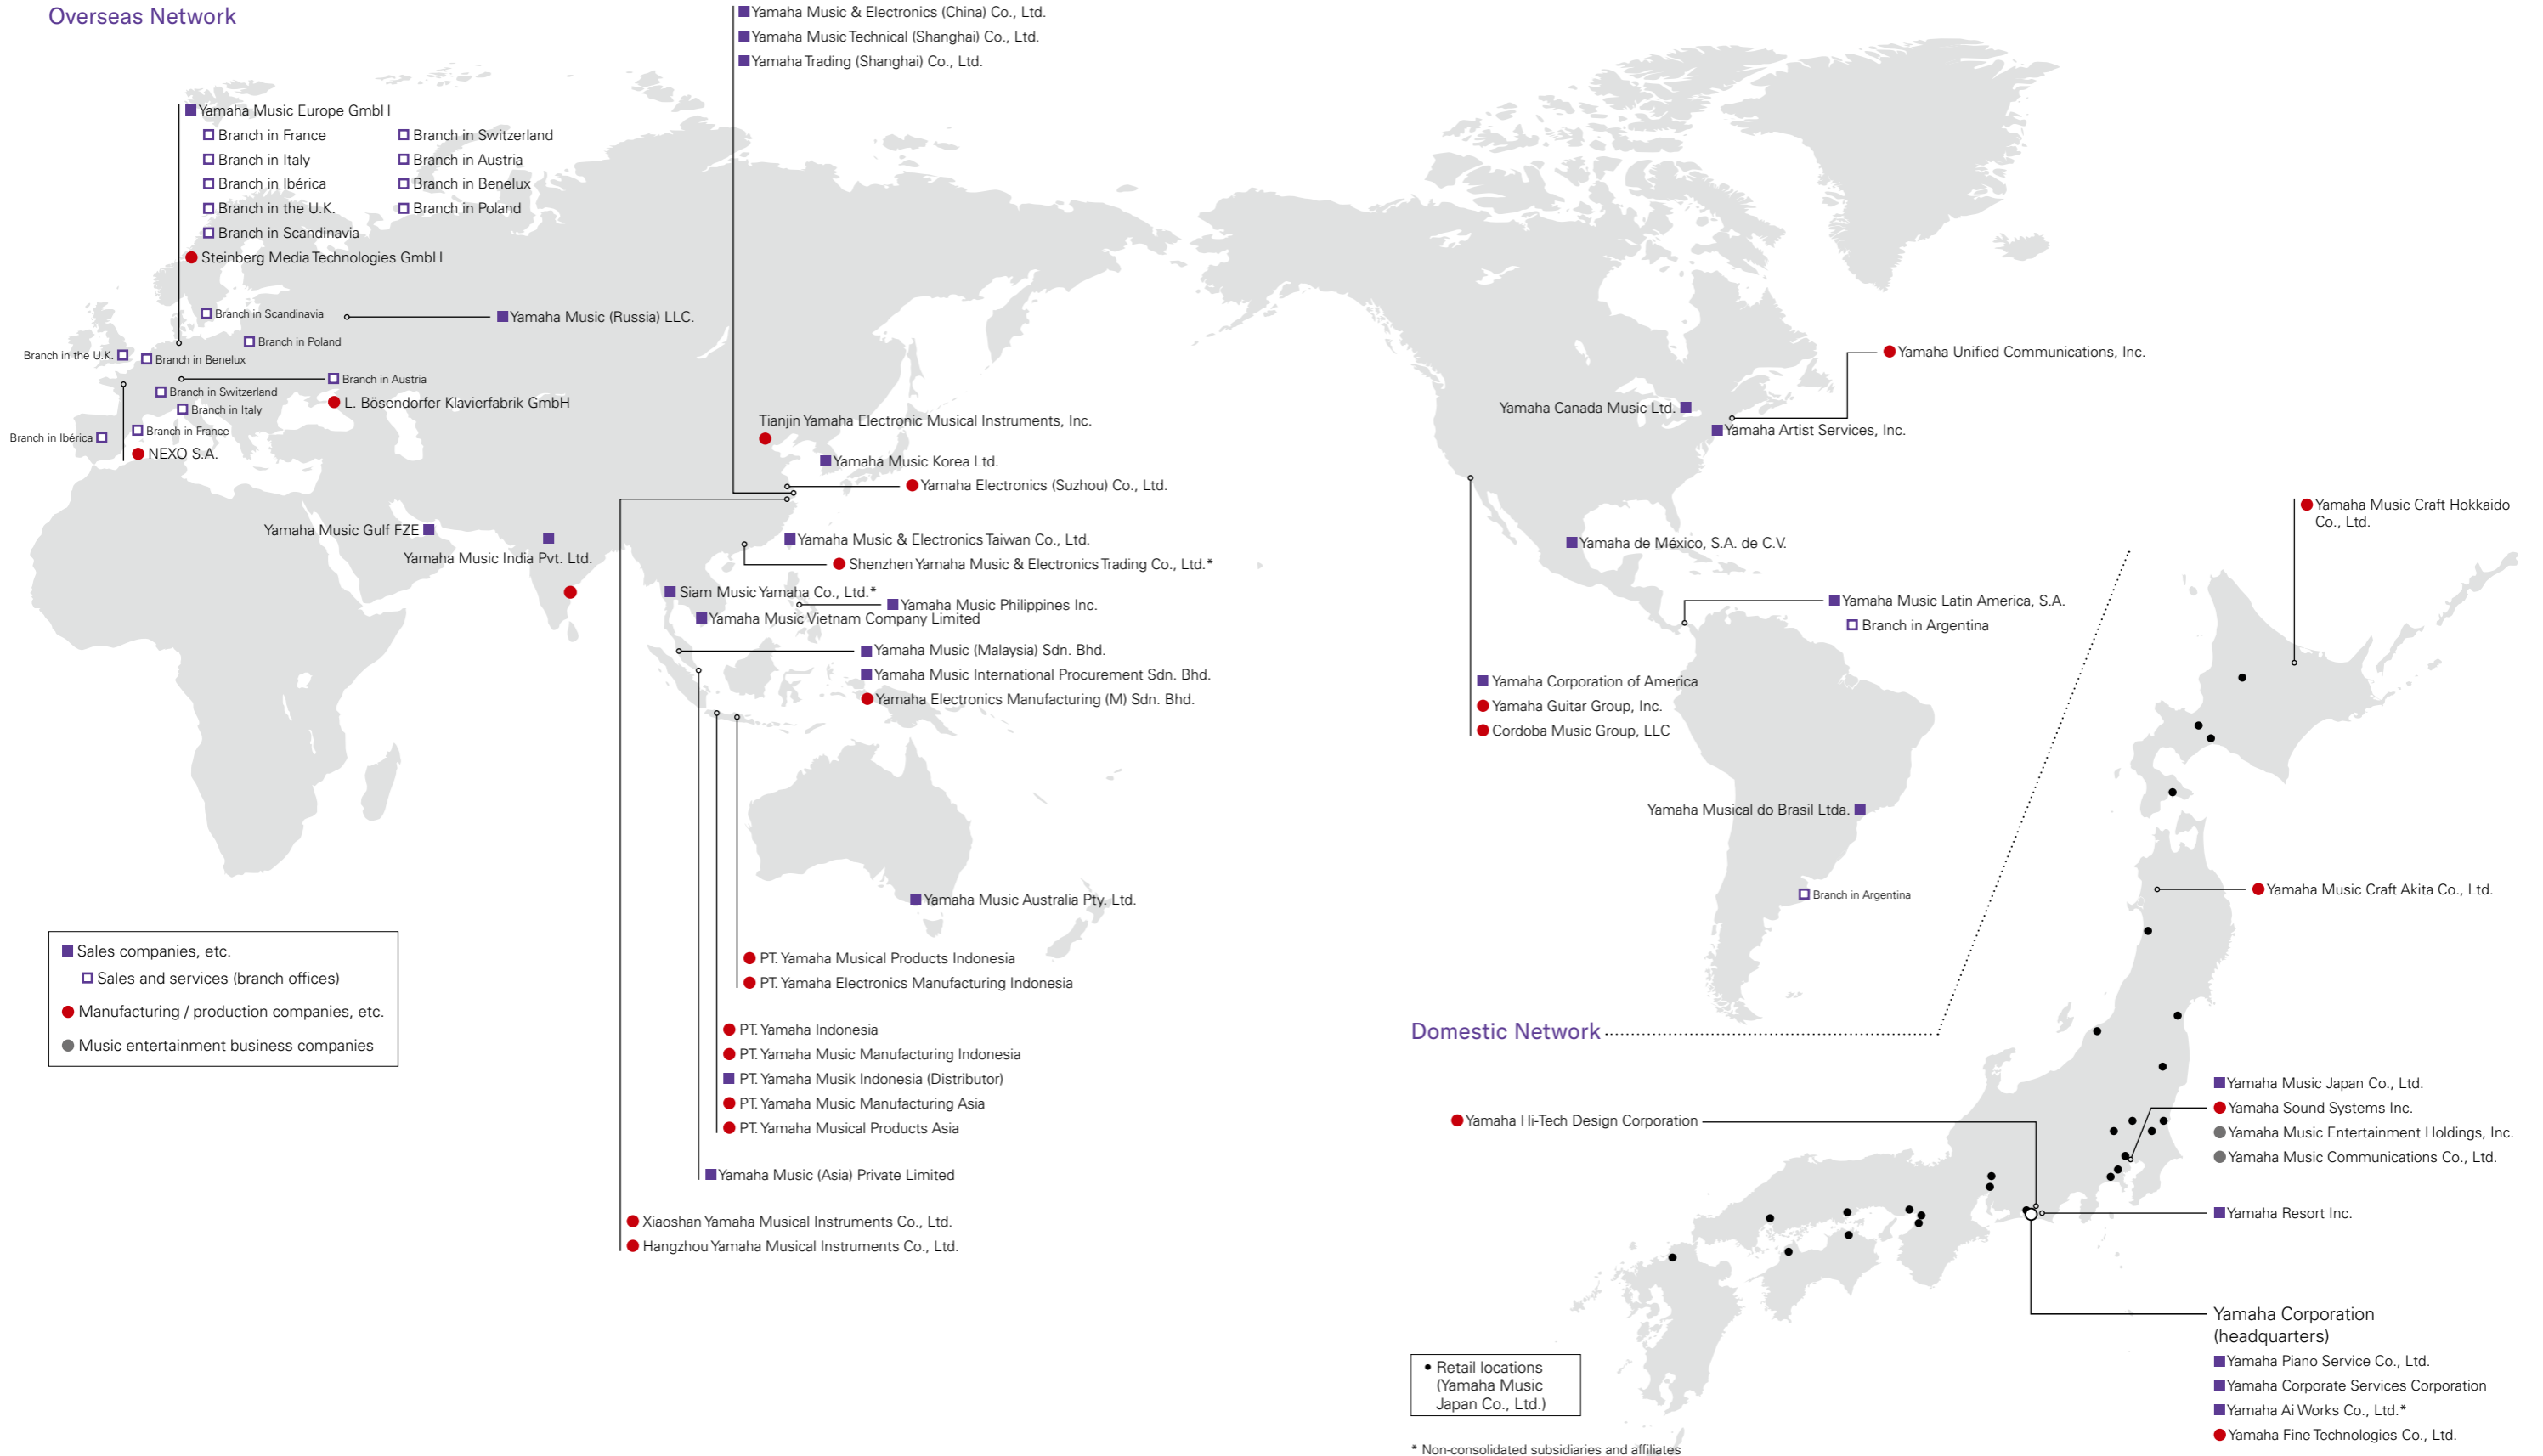 Overseas Network
Yamaha Music & Electronics (China) Co., Ltd.
Yamaha Music Technical (Shanghai) Co., Ltd.
Yamaha Trading (Shanghai) Co., Ltd.
Yamaha Music Europe GmbH
Branch in France
Branch in Switzerland
Branch in Italy
Branch in Austria
Branch in Ibérica
Branch in Benelux
Branch in the U.K.
Branch in Poland
Branch in Scandinavia
Steinberg Media Technologies GmbH
Branch in Scandinavia
Yamaha Music (Russia) LLC.
Branch in Poland
Branch in the U.K.
Branch in Benelux
Branch in Austria
Branch in Switzerland
L. Bösendorfer Klavierfabrik GmbH
Branch in Italy
Branch in France
Branch in Ibérica
NEXO S.A.
Tianjin Yamaha Electronic Musical Instruments, Inc.
Yamaha Music Korea Ltd.
Yamaha Electronics (Suzhou) Co., Ltd.
Yamaha Music Gulf FZE
Yamaha Music India Pvt. Ltd.
Yamaha Music & Electronics Taiwan Co., Ltd.
Shenzhen Yamaha Music & Electronics Trading Co., Ltd.*
Siam Music Yamaha Co., Ltd.*
Yamaha Music Philippines Inc.
Yamaha Music Vietnam Company Limited
Yamaha Music (Malaysia) Sdn. Bhd.
Yamaha Music International Procurement Sdn. Bhd.
Yamaha Electronics Manufacturing (M) Sdn. Bhd.
Yamaha Music Australia Pty. Ltd.
PT. Yamaha Musical Products Indonesia
PT. Yamaha Electronics Manufacturing Indonesia
PT. Yamaha Indonesia
PT. Yamaha Music Manufacturing Indonesia
PT. Yamaha Musik Indonesia (Distributor)
PT. Yamaha Music Manufacturing Asia
PT. Yamaha Musical Products Asia
Yamaha Music (Asia) Private Limited
Xiaoshan Yamaha Musical Instruments Co., Ltd.
Hangzhou Yamaha Musical Instruments Co., Ltd.
Sales companies, etc.
Sales and services (branch offices)
Manufacturing / production companies, etc.
Music entertainment business companies
Yamaha Unified Communications, Inc.
Yamaha Canada Music Ltd.
Yamaha Artist Services, Inc.
Yamaha de México, S.A. de C.V.
Yamaha Music Latin America, S.A.
Branch in Argentina
Yamaha Corporation of America
Yamaha Guitar Group, Inc.
Cordoba Music Group, LLC
Yamaha Musical do Brasil Ltda.
Branch in Argentina
Domestic Network
Yamaha Music Craft Hokkaido
Co., Ltd.
Yamaha Music Craft Akita Co., Ltd.
Yamaha Music Japan Co., Ltd.
Yamaha Sound Systems Inc.
Yamaha Music Entertainment Holdings, Inc.
Yamaha Music Communications Co., Ltd.
Yamaha Hi-Tech Design Corporation
Yamaha Resort Inc.
Yamaha Corporation
(headquarters)
Yamaha Piano Service Co., Ltd.
Yamaha Corporate Services Corporation
Yamaha Ai Works Co., Ltd.*
Yamaha Fine Technologies Co., Ltd.
• Retail locations
(Yamaha Music
Japan Co., Ltd.)
* Non-consolidated subsidiaries and affiliates